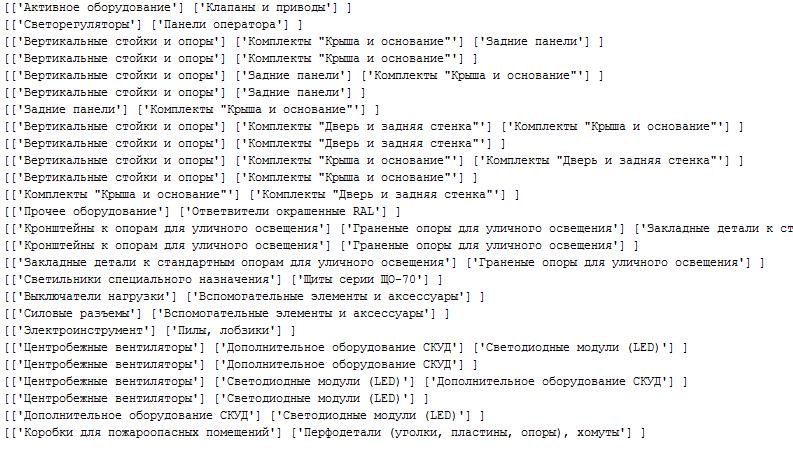 [['Активное оборудование'] ['Клапаны и приводы'] ]
[['Светорегуляторы'] ['Панели оператора'] ]
[['Вертикальные стойки и опоры'] ['Комплекты "Крыша и основание"'] ['Задние панели'] ]
[['Вертикальные стойки и опоры'] ['Комплекты "Крыша и основание"'] ]
[['Вертикальные стойки и опоры'] ['Задние панели'] ['Комплекты "Крыша и основание"'] ]
[['Вертикальные стойки и опоры'] ['Задние панели'] ]
[['Задние панели'] ['Комплекты "Крыша и основание"'] ]
[['Вертикальные стойки и опоры'] ['Комплекты "Дверь и задняя стенка"'] ['Комплекты "Крыша и основание"'] ]
[['Вертикальные стойки и опоры'] ['Комплекты "Дверь и задняя стенка"'] ]
[['Вертикальные стойки и опоры'] ['Комплекты "Крыша и основание"'] ['Комплекты "Дверь и задняя стенка"'] ]
[['Вертикальные стойки и опоры'] ['Комплекты "Крыша и основание"'] ]
[['Комплекты "Крыша и основание"'] ['Комплекты "Дверь и задняя стенка"'] ]
[['Прочее оборудование'] ['Ответвители окрашенные RAL'] ]
[['Кронштейны к опорам для уличного освещения'] ['Граненые опоры для уличного освещения'] ['Закладные детали к ст
[['Кронштейны к опорам для уличного освещения'] ['Граненые опоры для уличного освещения'] ]
[['Закладные детали к стандартным опорам для уличного освещения'] ['Граненые опоры для уличного освещения'] ]
[['Светильники специального назначения'] ['Щиты серии ЩО-70'] ]
[['Выключатели нагрузки'] ['Вспомогательные элементы и аксессуары'] ]
[['Силовые разъемы'] ['Вспомогательные элементы и аксессуары'] ]
[['Электроинструмент'] ['Пилы, лобзики'] ]
[['Центробежные вентиляторы'] ['Дополнительное оборудование СКУД'] ['Светодиодные модули (LED)'] ]
[['Центробежные вентиляторы'] ['Дополнительное оборудование СКУД'] ]
[['Центробежные вентиляторы'] ['Светодиодные модули (LED)'] ['Дополнительное оборудование СКУД'] ]
[['Центробежные вентиляторы'] ['Светодиодные модули (LED)'] ]
[['Дополнительное оборудование СКУД'] ['Светодиодные модули (LED)'] ]
[['Коробки для пожароопасных помещений'] ['Перфодетали (уголки, пластины, опоры), хомуты'] ]